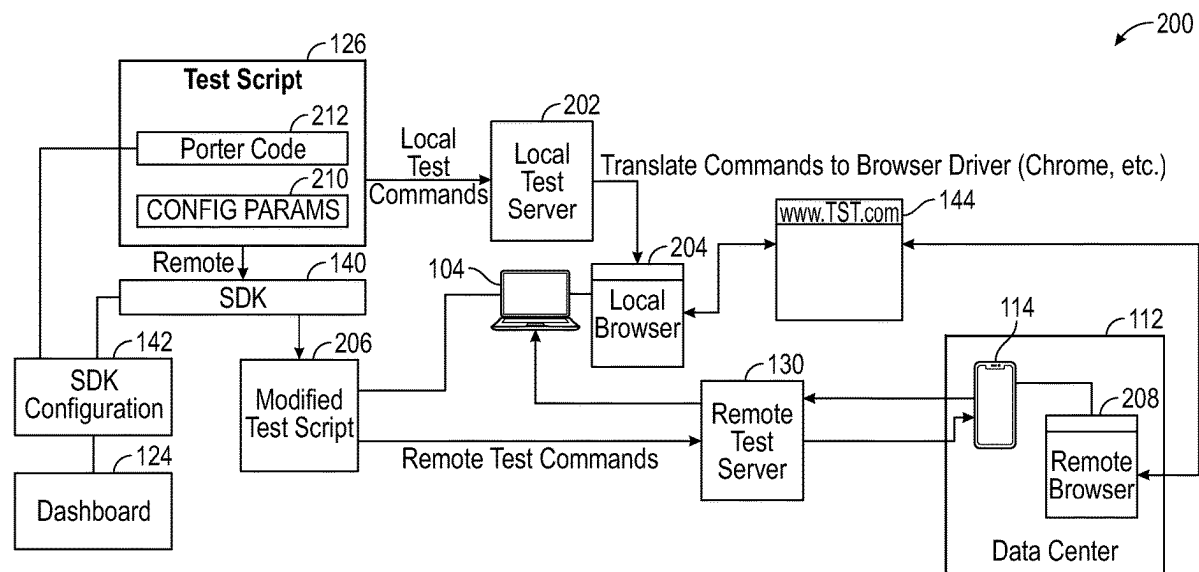 200
126
Test Script
212
Porter Code
210
CONFIG PARAMS
Local
Test
Commands
202
Local
Test
Server
Translate Commands to Browser Driver (Chrome, etc.)
www.TST.com
144
Remote
140
SDK
104
204
Local
Browser
142
SDK
Configuration
206
Modified
Test Script
130
Remote
Test
Server
Remote Test Commands
114
112
208
Remote
Browser
Data Center
124
Dashboard